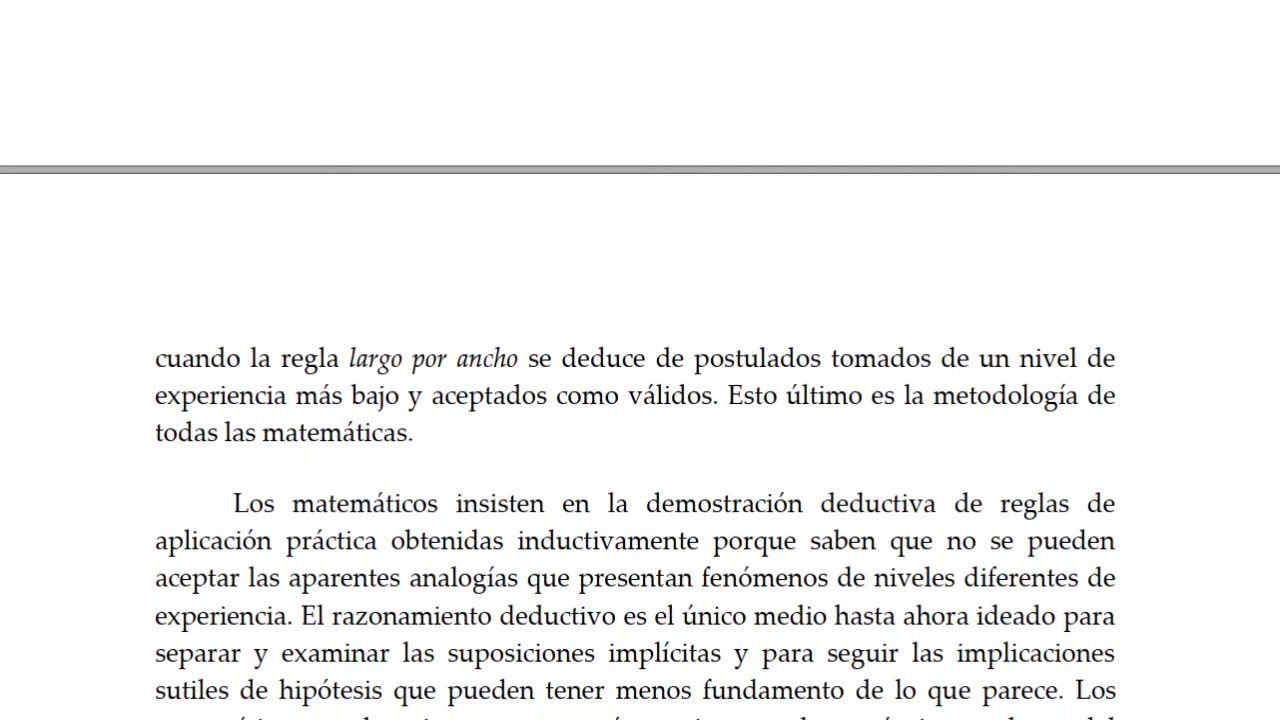 cuando la regla largo por ancho se deduce de postulados tomados de un nivel de
experiencia más bajo y aceptados como válidos. Esto último es la metodología de
todas las matemáticas.
Los matemáticos insisten en la demostración deductiva de reglas de
aplicación práctica obtenidas inductivamente porque saben que no se pueden
aceptar las aparentes analogías que presentan fenómenos de niveles diferentes de
experiencia. El razonamiento deductivo es el único medio hasta ahora ideado para
separar y examinar las suposiciones implícitas y para seguir las implicaciones
sutiles de hipótesis que pueden tener menos fundamento de lo que parece. Los